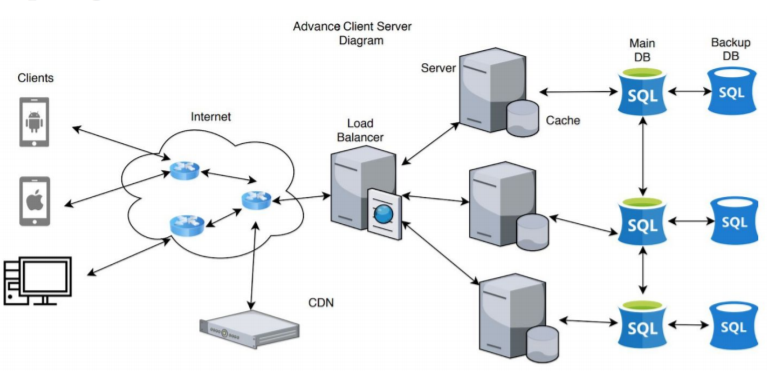 Advance Client Server
Diagram
Clients
Internet
Load
Balancer
Server
Cache
Main
DB
Backup
DB
SQL
SQL
SQL
SQL
SQL
SQL
CDN